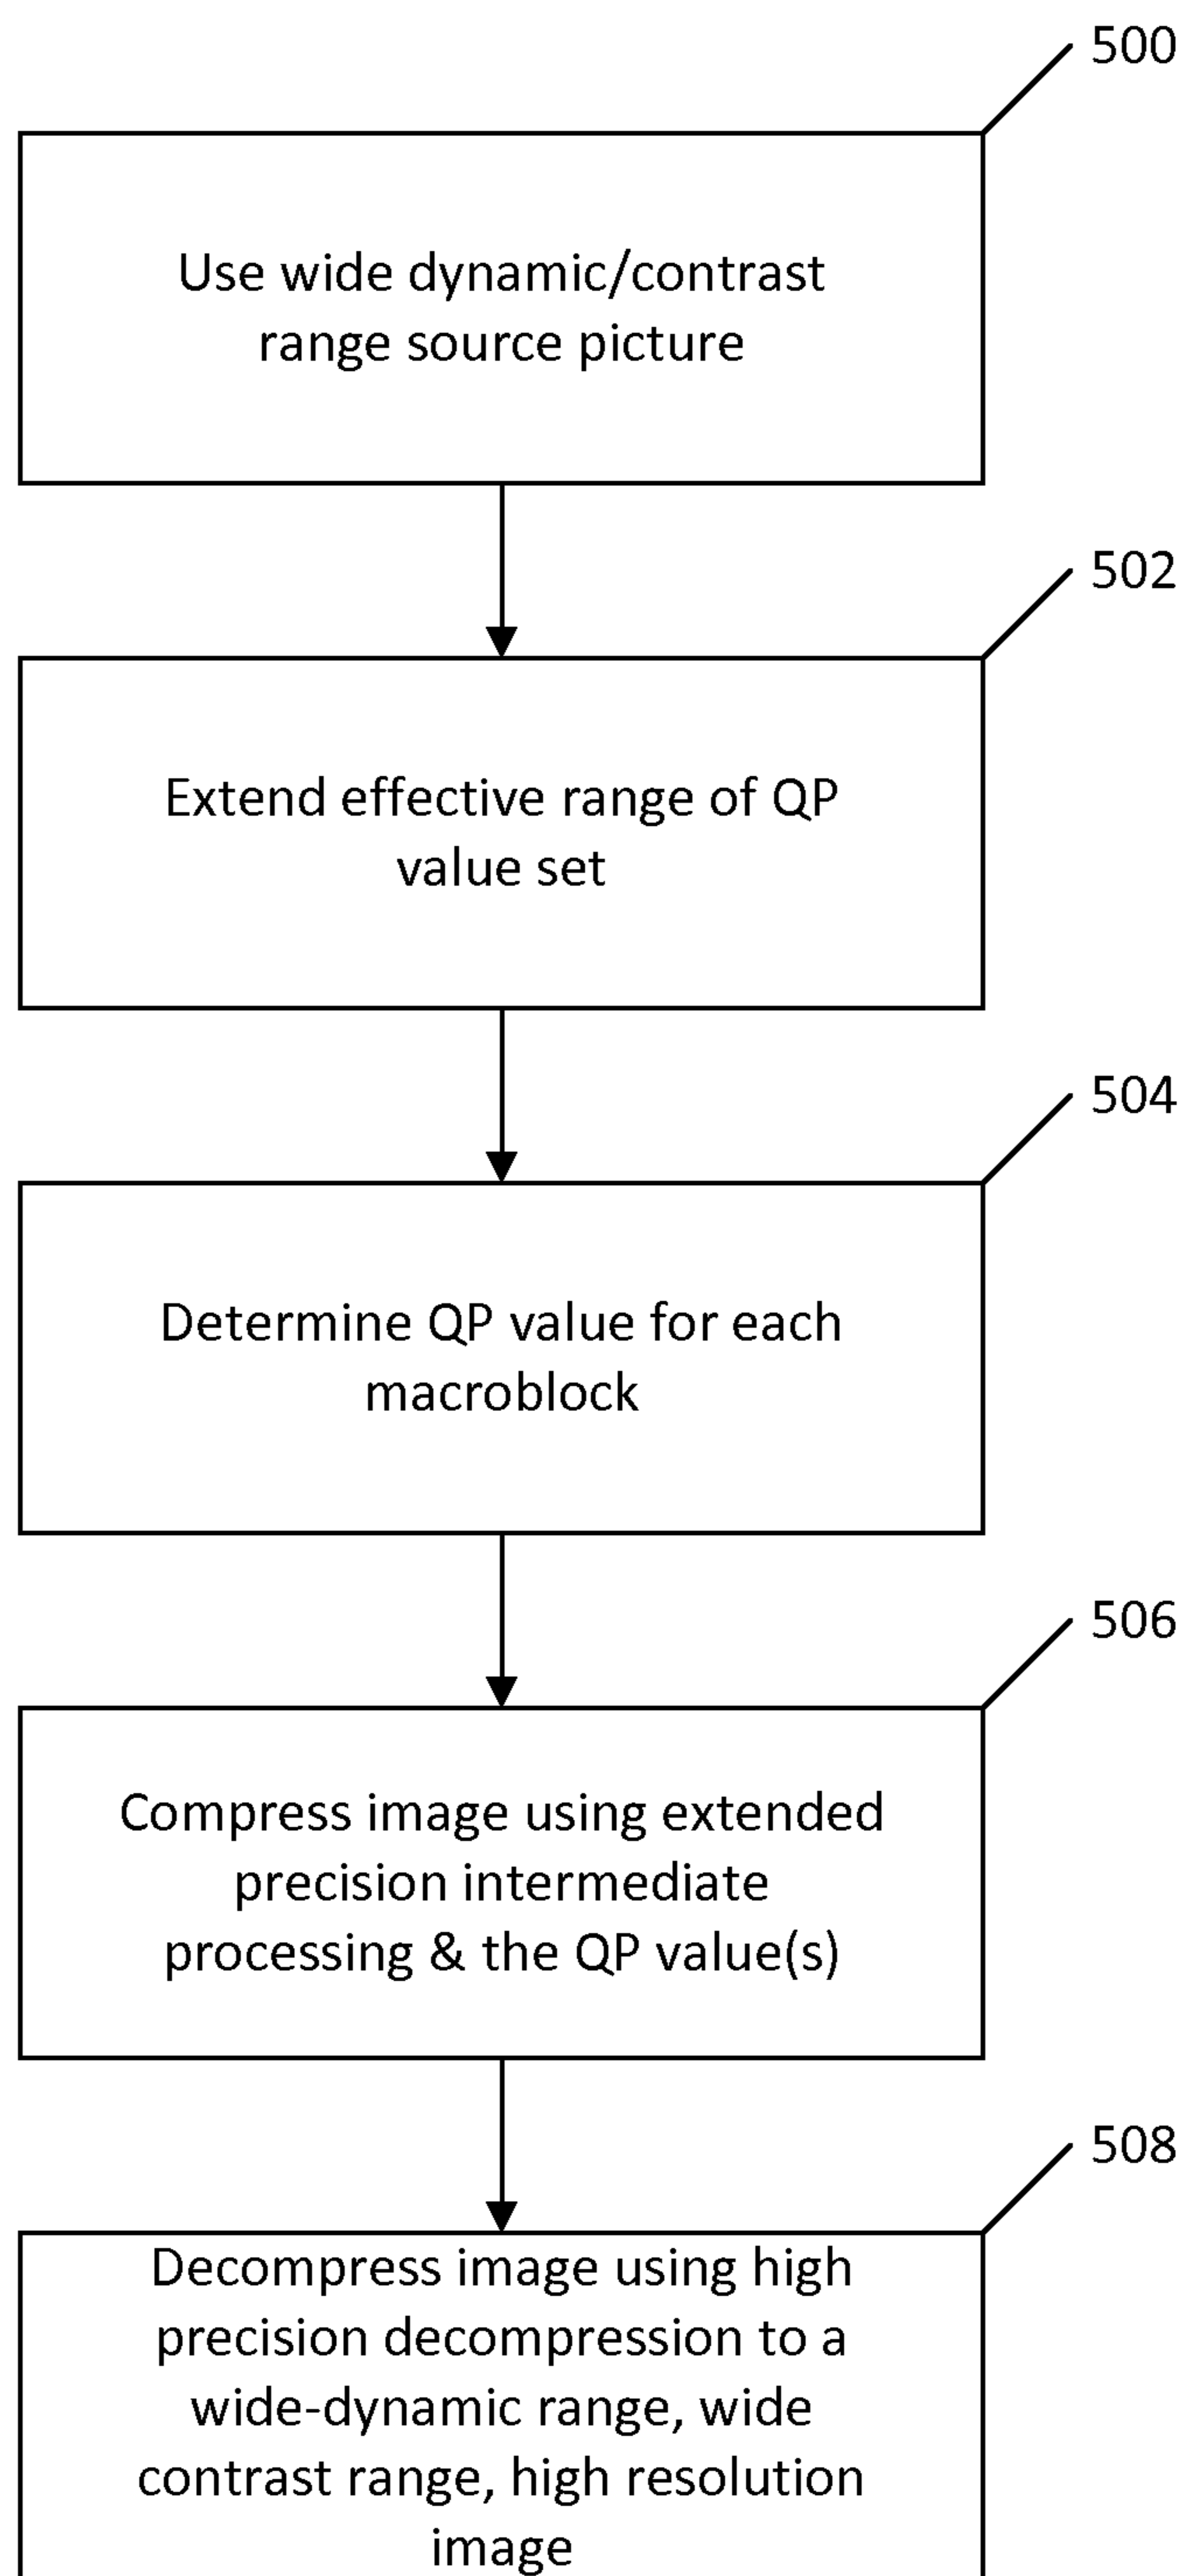 500
Use wide dynamic/contrast
range source picture
502
Extend effective range of QP
value set
504
Determine QP value for each
macroblock
506
Compress image using extended
precision intermediate
processing & the QP value(s)
508
Decompress image using high
precision decompression to a
wide-dynamic range, wide
contrast range, high resolution
image